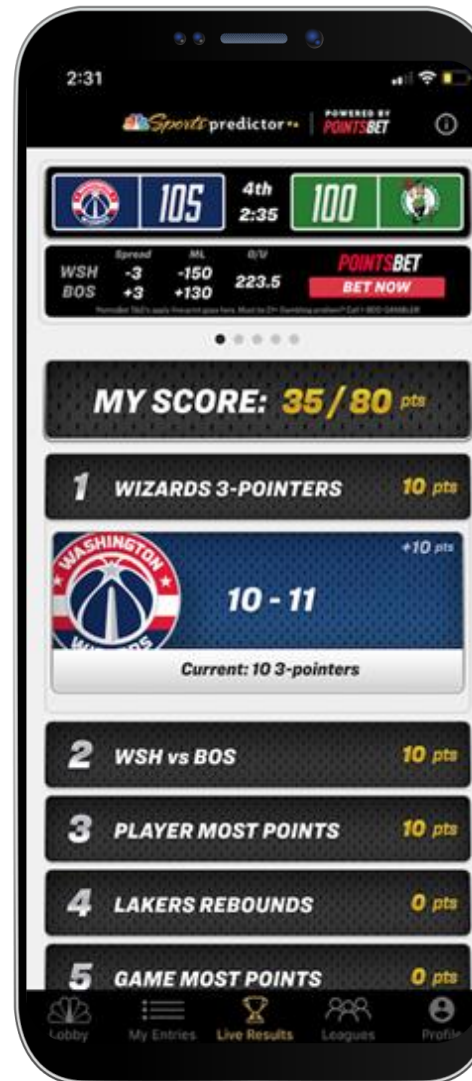 2:31
Sports predictor
POWERED BY
POINTSBET
105 4th 100
2:35
Spread ML O/U
WSH -3 -150 223.5
BOS +3 +130
POINTSBET
BET NOW
MY SCORE: 35/80 pts
1 WIZARDS 3-POINTERS 10 pts
WASHINGTON
WIZARDS
+10 pts
10 - 11
Current: 10 3-pointers
2 WSH vs BOS 10 pts
3 PLAYER MOST POINTS 10 pts
4 LAKERS REBOUNDS 0 pts
5 GAME MOST POINTS 0 pts
Lobby My Entries Live Results Leagues Profile